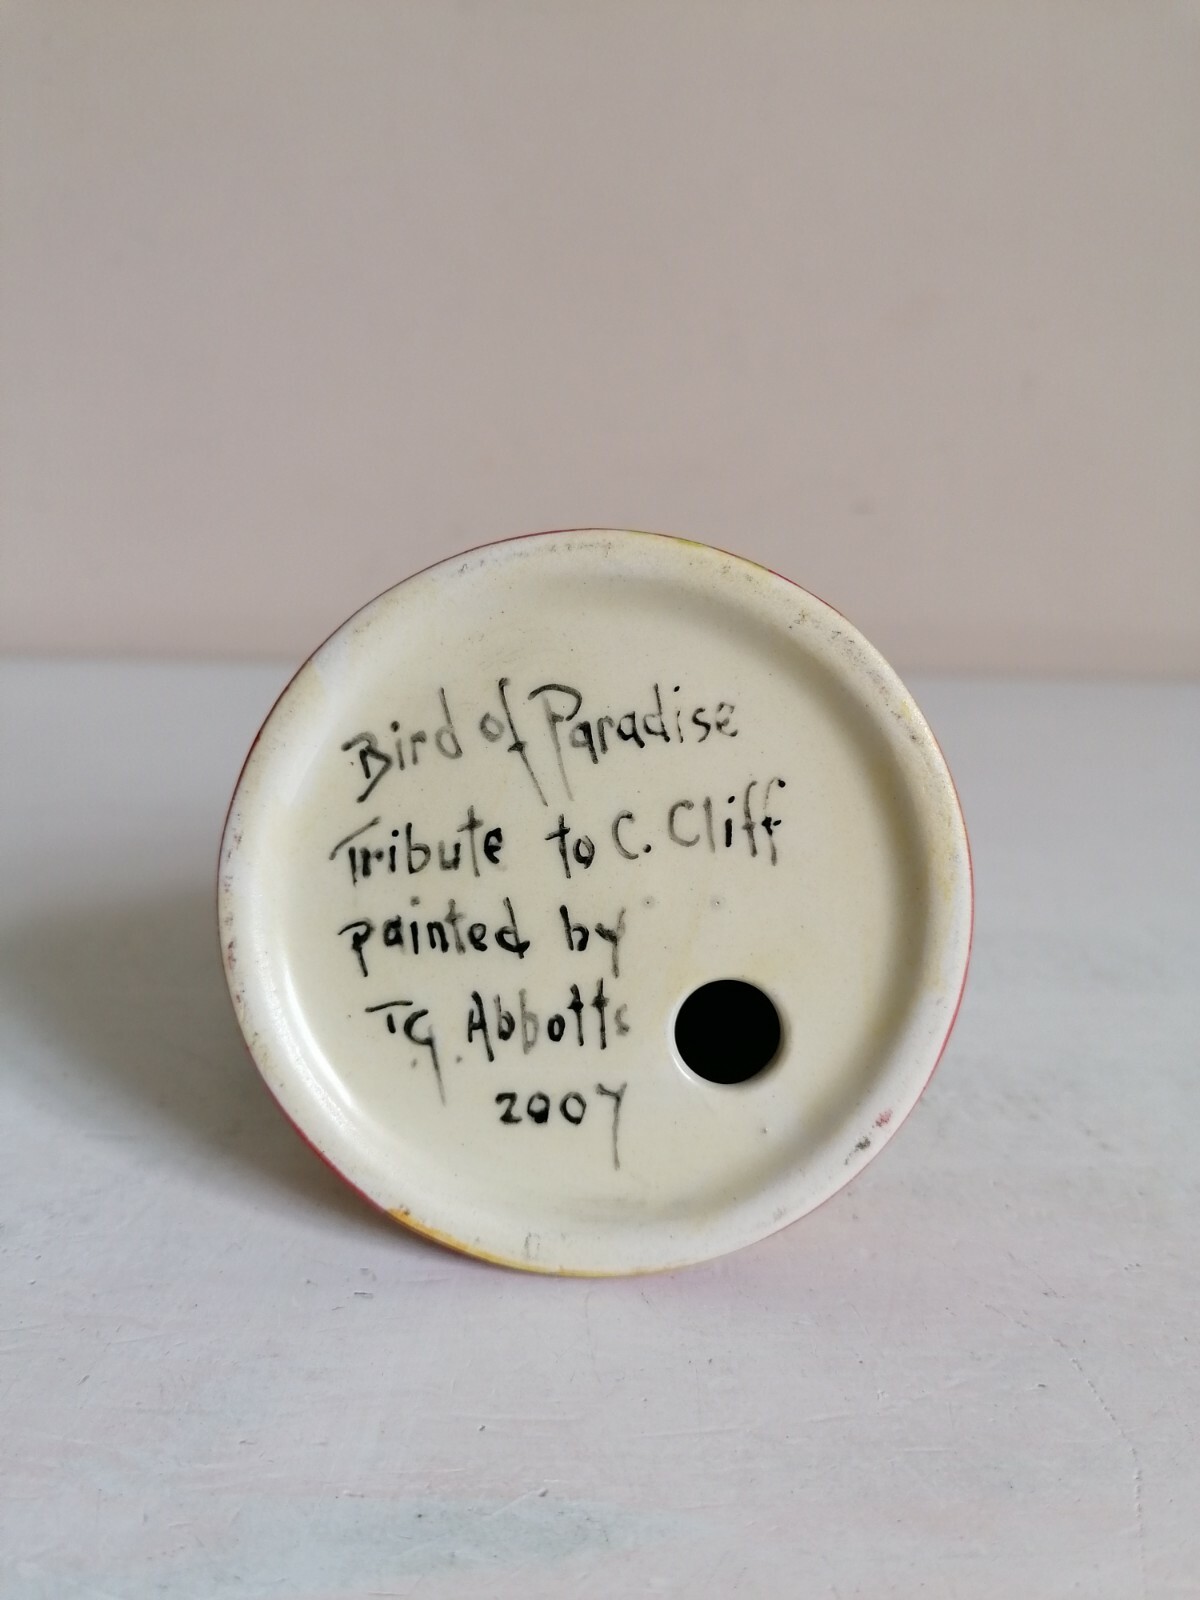 Bird of Paradise
Tribute to C. Cliff
painted by
T.G. Abbotts
2007